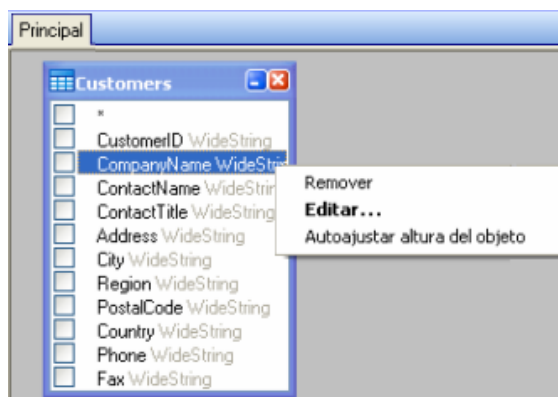 Principal
Customers
*
CustomerID WideString
CompanyName WideStrin
ContactName WideStrin
ContactTitle WideString
Address WideString
City WideString
Region WideString
PostalCode WideString
Country WideString
Phone WideString
Fax WideString
Remover
Editar...
Autoajustar altura del objeto